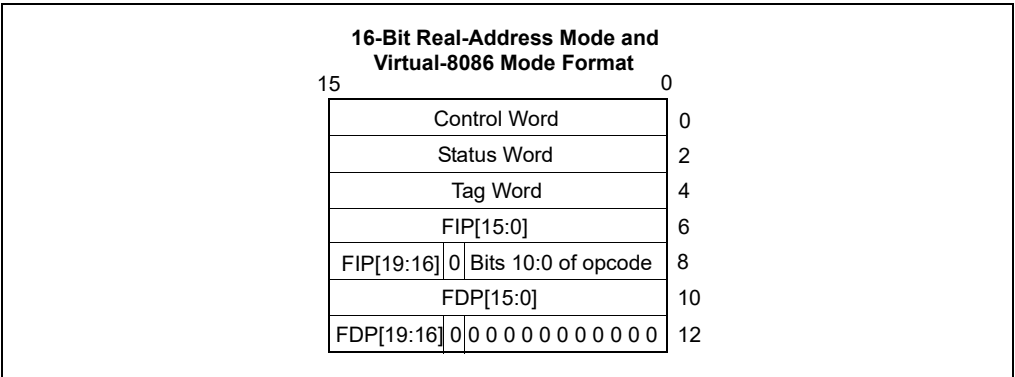 16-Bit Real-Address Mode and
Virtual-8086 Mode Format
15 0
Control Word 0
Status Word 2
Tag Word 4
FIP[15:0] 6
FIP[19:16] 0 Bits 10:0 of opcode 8
FDP[15:0] 10
FDP[19:16] 0 0 0 0 0 0 0 0 0 0 0 0 12